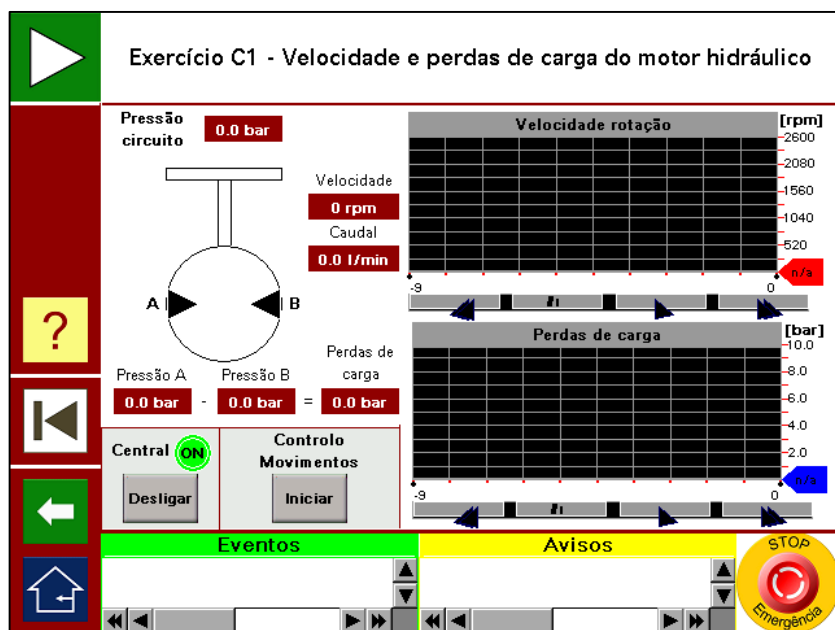 Exercício C1 - Velocidade e perdas de carga do motor hidráulico
Pressão
circuito
0.0 bar
Velocidade
0 rpm
Caudal
0.0 l/min
A
B
Pressão A
Pressão B
Perdas de
carga
0.0 bar - 0.0 bar = 0.0 bar
Velocidade rotação
[rpm]
2600
2080
1560
1040
520
n/a
-9
0
Perdas de carga
[bar]
10.0
8.0
6.0
4.0
2.0
n/a
-9
0
?
Central
ON
Desligar
Controlo
Movimentos
Iniciar
Eventos
Avisos
STOP
Emergência